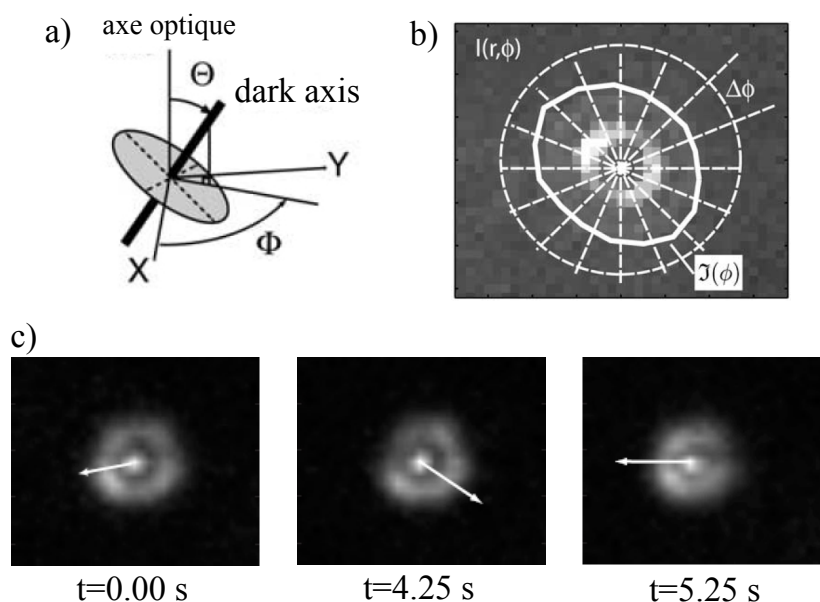 a)
axe optique
Θ
dark axis
Y
Φ
X
b)
I(r,ϕ)
Δϕ
ℑ(ϕ)
c)
t=0.00 s
t=4.25 s
t=5.25 s